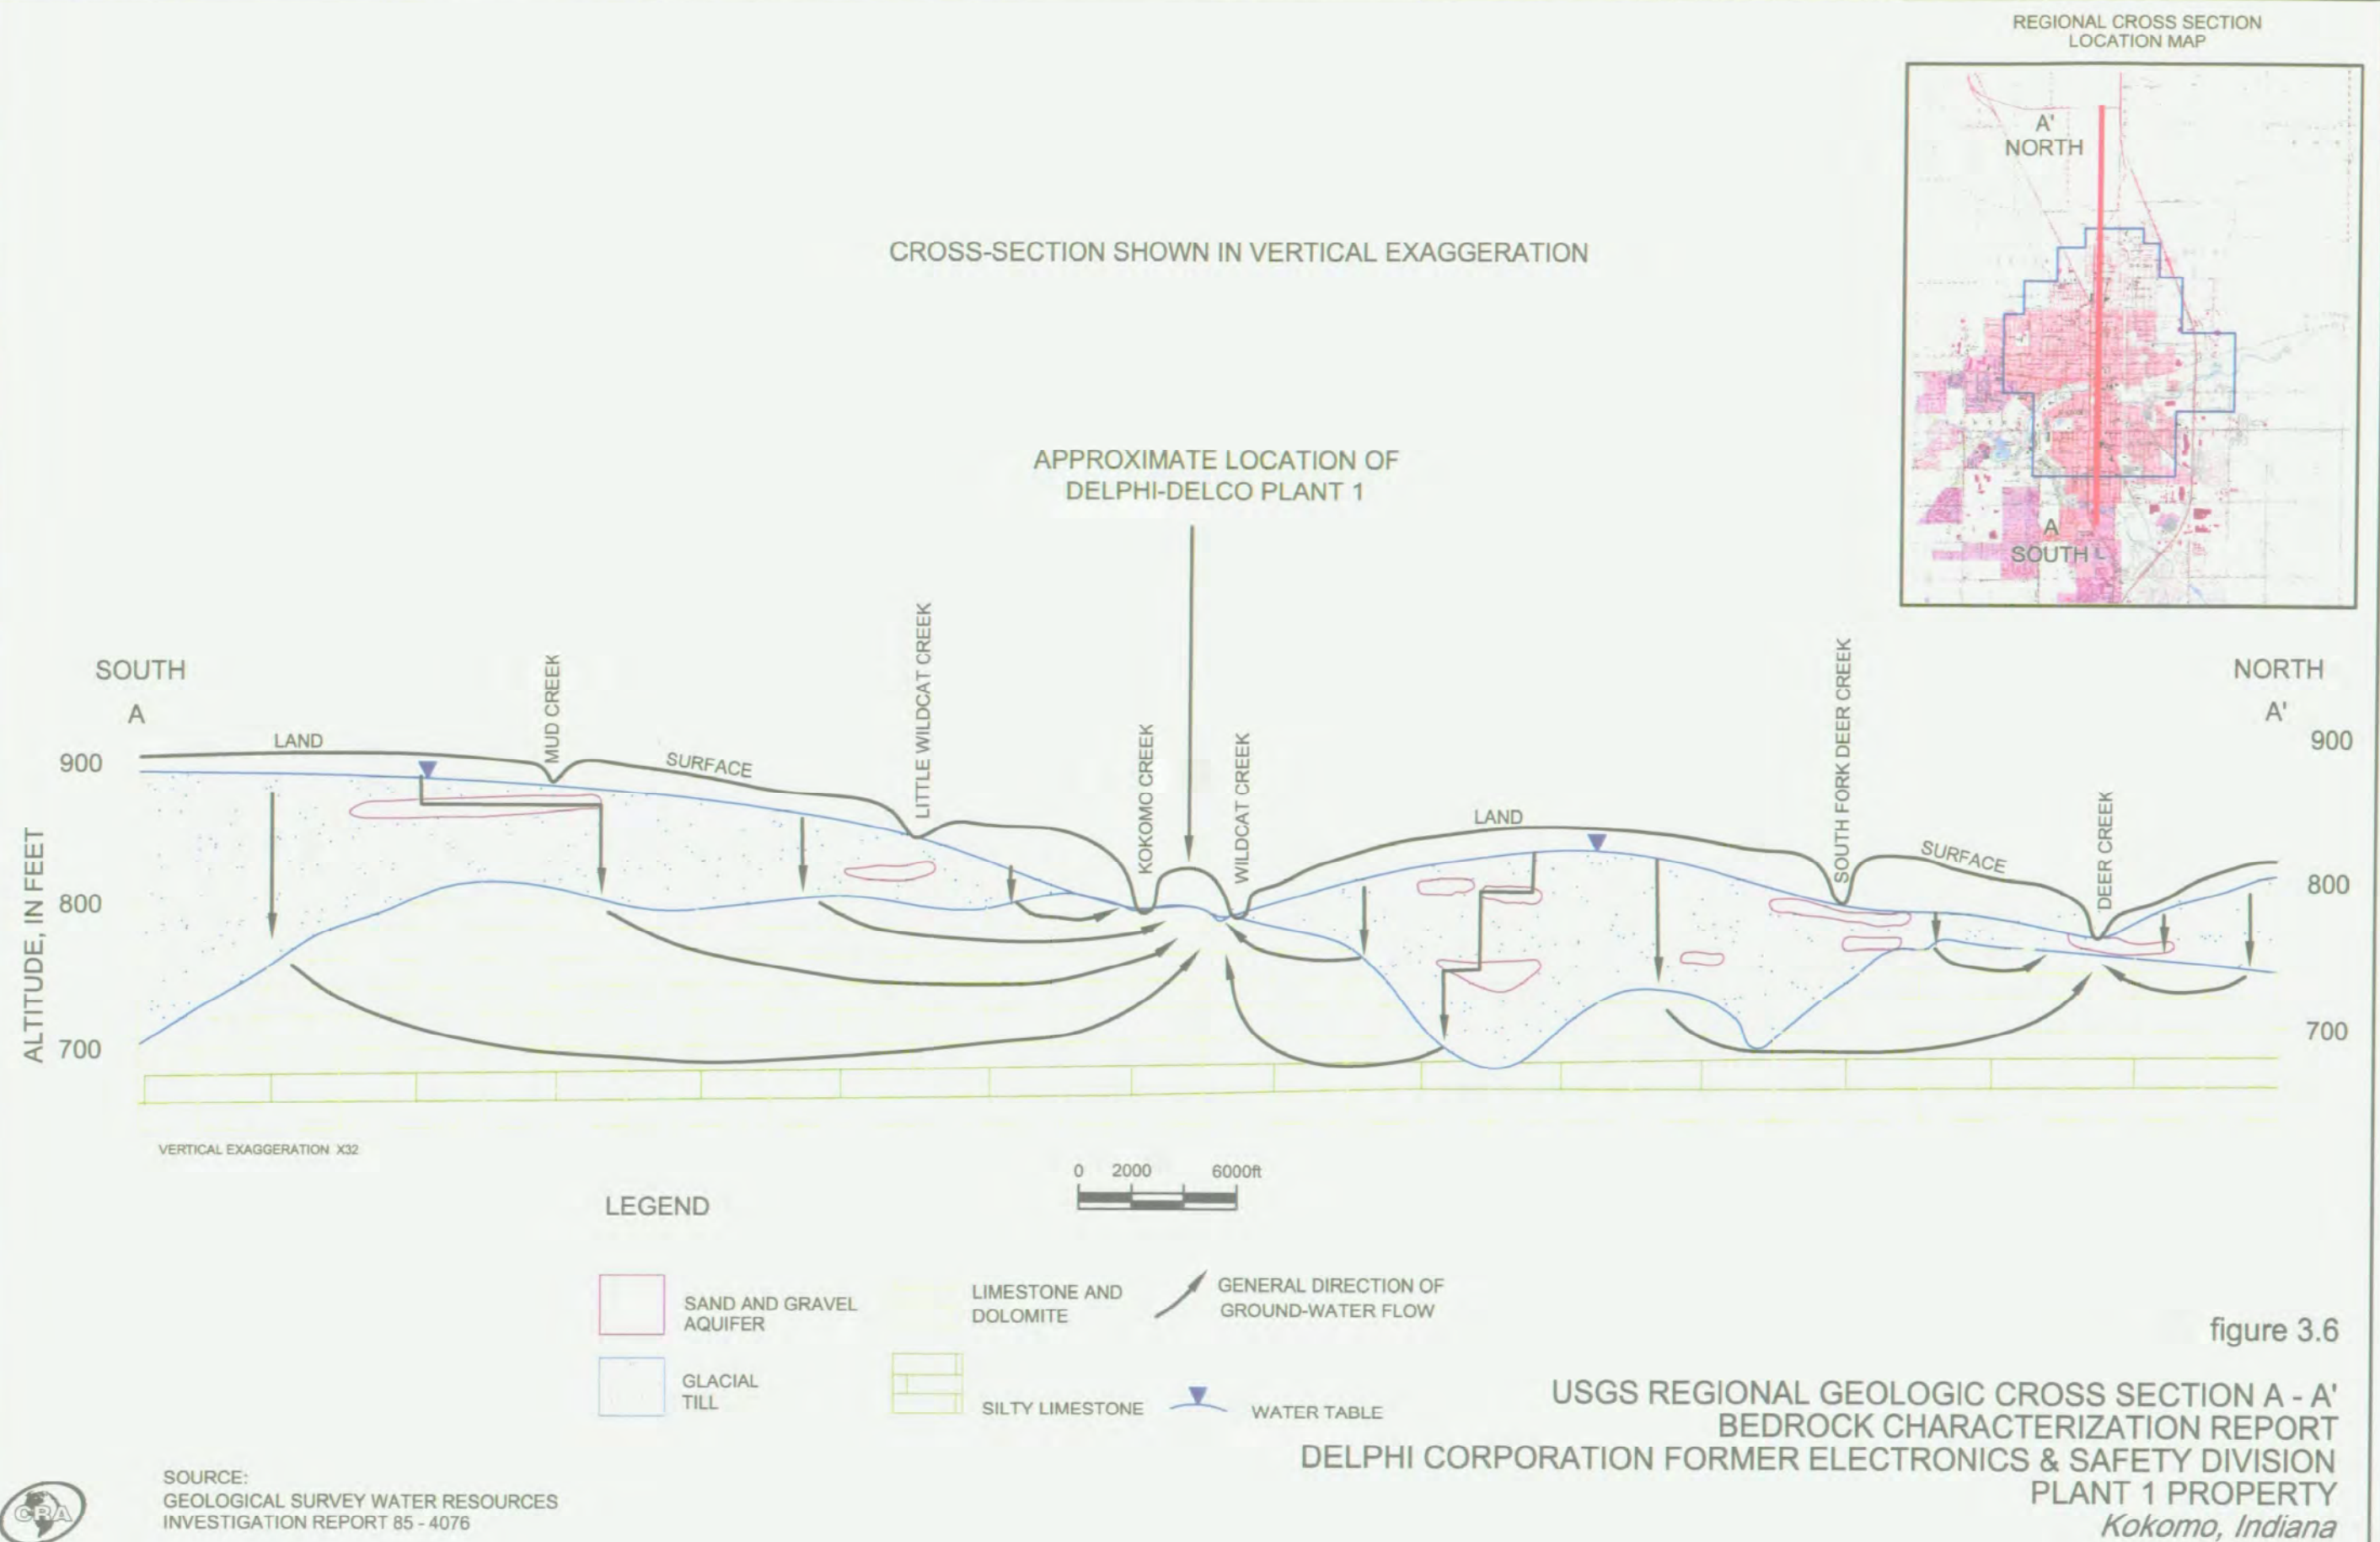 REGIONAL CROSS SECTION
LOCATION MAP
A'
NORTH
A
SOUTH
CROSS-SECTION SHOWN IN VERTICAL EXAGGERATION
APPROXIMATE LOCATION OF
DELPHI-DELCO PLANT 1
SOUTH
A
NORTH
A'
MUD CREEK
LITTLE WILDCAT CREEK
KOKOMO CREEK
WILDCAT CREEK
SOUTH FORK DEER CREEK
DEER CREEK
LAND
SURFACE
LAND
SURFACE
ALTITUDE, IN FEET
900
800
700
900
800
700
VERTICAL EXAGGERATION X32
0 2000 6000ft
LEGEND
SAND AND GRAVEL
AQUIFER
LIMESTONE AND
DOLOMITE
GENERAL DIRECTION OF
GROUND-WATER FLOW
GLACIAL
TILL
SILTY LIMESTONE
WATER TABLE
figure 3.6
USGS REGIONAL GEOLOGIC CROSS SECTION A - A'
BEDROCK CHARACTERIZATION REPORT
DELPHI CORPORATION FORMER ELECTRONICS & SAFETY DIVISION
PLANT 1 PROPERTY
Kokomo, Indiana
CRA
SOURCE:
GEOLOGICAL SURVEY WATER RESOURCES
INVESTIGATION REPORT 85 - 4076